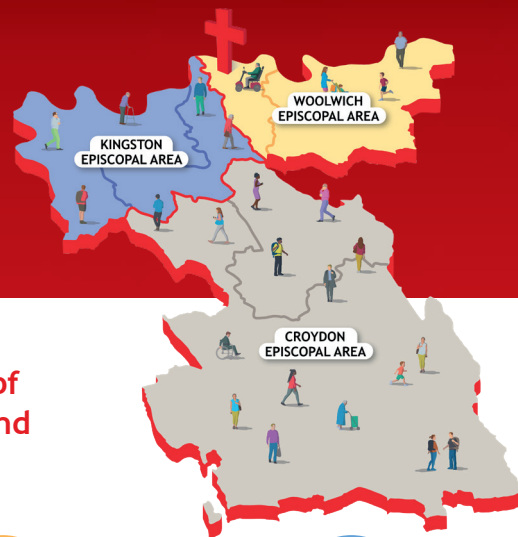 WOOLWICH
EPISCOPAL AREA
KINGSTON
EPISCOPAL AREA
CROYDON
EPISCOPAL AREA
of
nd